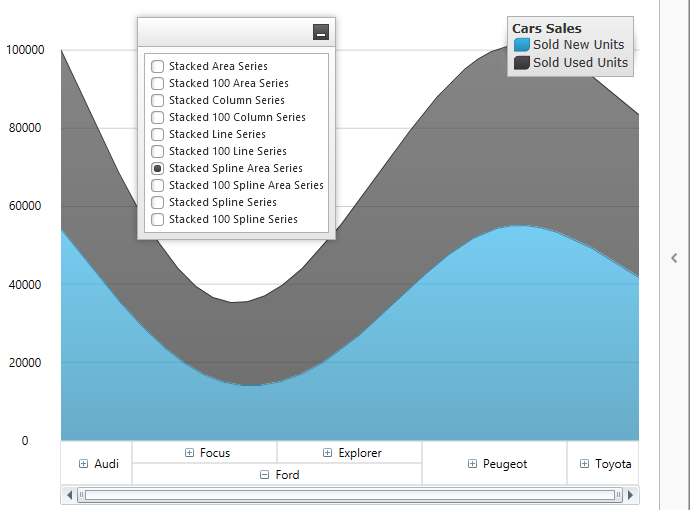 Cars Sales
Sold New Units
Sold Used Units
Stacked Area Series
Stacked 100 Area Series
Stacked Column Series
Stacked 100 Column Series
Stacked Line Series
Stacked 100 Line Series
Stacked Spline Area Series
Stacked 100 Spline Area Series
Stacked Spline Series
Stacked 100 Spline Series
100000
80000
60000
40000
20000
0
Focus
Explorer
Audi
Ford
Peugeot
Toyota